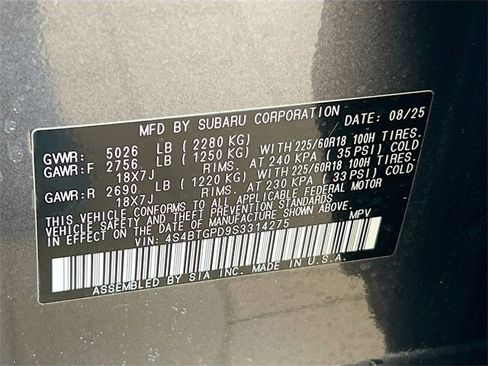 MFD BY SUBARU CORPORATION DATE: 08/25
GVWR: 5026 LB ( 2280 KG)
GAWR: F 2756 LB ( 1250 KG) WITH 225/60R18 100H TIRES.
18X7J RIMS. AT 240 KPA ( 35 PSI) COLD
GAWR: R 2690 LB ( 1220 KG) WITH 225/60R18 100H TIRES.
18X7J RIMS. AT 230 KPA ( 33 PSI) COLD
THIS VEHICLE CONFORMS TO ALL APPLICABLE FEDERAL MOTOR
VEHICLE SAFETY AND THEFT PREVENTION STANDARDS IN EFFECT
ON THE DATE OF MANUFACTURE SHOWN ABOVE.
VIN: 4S4BTGPD9S3314275 MPV
ASSEMBLED BY SIA INC. MADE IN U.S.A.